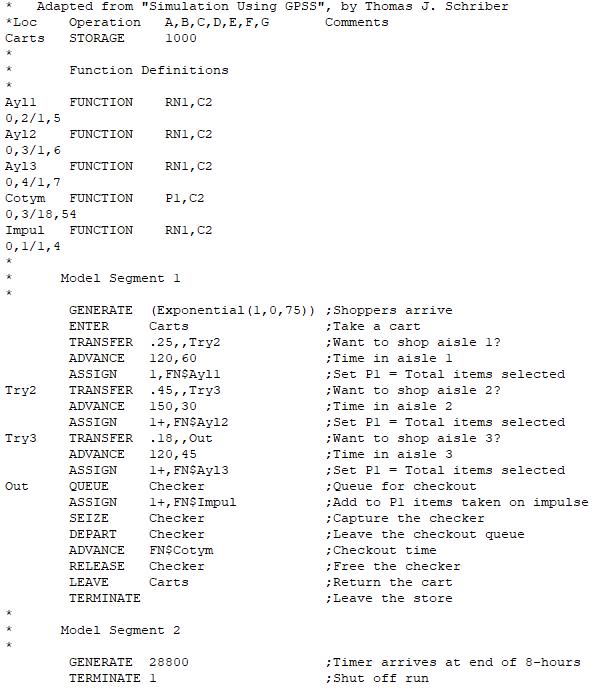 *   Adapted from "Simulation Using GPSS", by Thomas J. Schriber
*Loc    Operation   A,B,C,D,E,F,G       Comments
Carts   STORAGE     1000
*
*       Function Definitions
*
Ayl1    FUNCTION    RN1,C2
0,2/1,5
Ayl2    FUNCTION    RN1,C2
0,3/1,6
Ayl3    FUNCTION    RN1,C2
0,4/1,7
Cotym   FUNCTION    P1,C2
0,3/18,54
Impul   FUNCTION    RN1,C2
0,1/1,4
*
*      Model Segment 1
*
        GENERATE  (Exponential(1,0,75)) ;Shoppers arrive
        ENTER     Carts                 ;Take a cart
        TRANSFER  .25,,Try2             ;Want to shop aisle 1?
        ADVANCE   120,60                ;Time in aisle 1
        ASSIGN    1,FN$Ayl1             ;Set P1 = Total items selected
Try2    TRANSFER  .45,,Try3             ;Want to shop aisle 2?
        ADVANCE   150,30                ;Time in aisle 2
        ASSIGN    1+,FN$Ayl2            ;Set P1 = Total items selected
Try3    TRANSFER  .18,,Out              ;Want to shop aisle 3?
        ADVANCE   120,45                ;Time in aisle 3
        ASSIGN    1+,FN$Ayl3            ;Set P1 = Total items selected
Out     QUEUE     Checker               ;Queue for checkout
        ASSIGN    1+,FN$Impul           ;Add to P1 items taken on impulse
        SEIZE     Checker               ;Capture the checker
        DEPART    Checker               ;Leave the checkout queue
        ADVANCE   FN$Cotym              ;Checkout time
        RELEASE   Checker               ;Free the checker
        LEAVE     Carts                 ;Return the cart
        TERMINATE                       ;Leave the store
*
*      Model Segment 2
*
        GENERATE  28800                 ;Timer arrives at end of 8-hours
        TERMINATE 1                     ;Shut off run